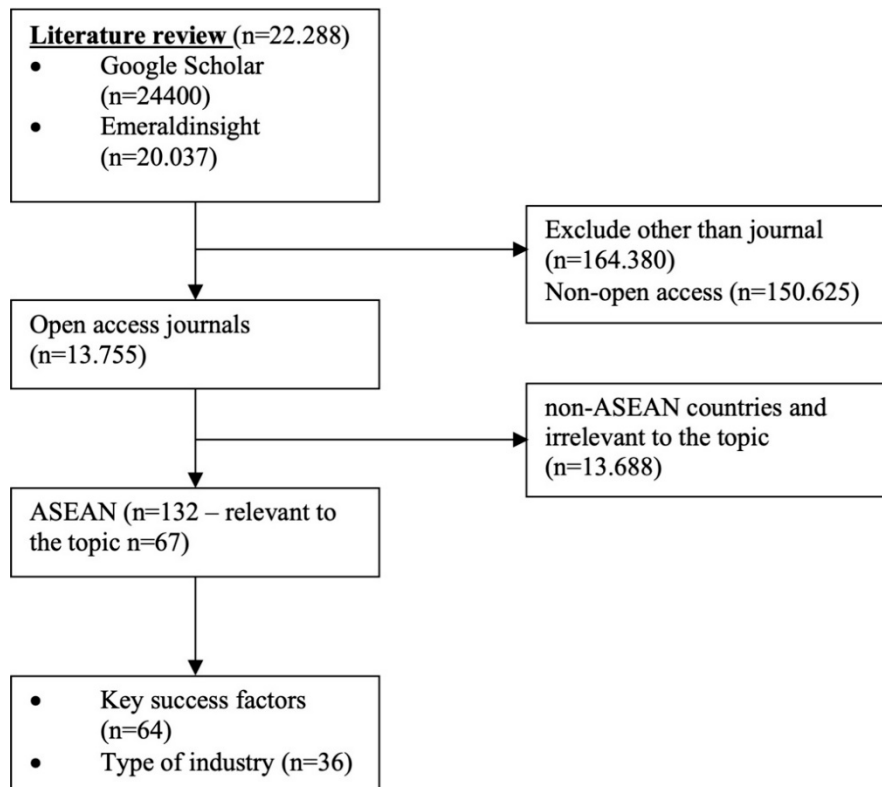 Literature review (n=22.288)
• Google Scholar
(n=24400)
• Emeraldinsight
(n=20.037)
Exclude other than journal
(n=164.380)
Non-open access (n=150.625)
Open access journals
(n=13.755)
non-ASEAN countries and
irrelevant to the topic
(n=13.688)
ASEAN (n=132 – relevant to
the topic n=67)
• Key success factors
(n=64)
• Type of industry (n=36)